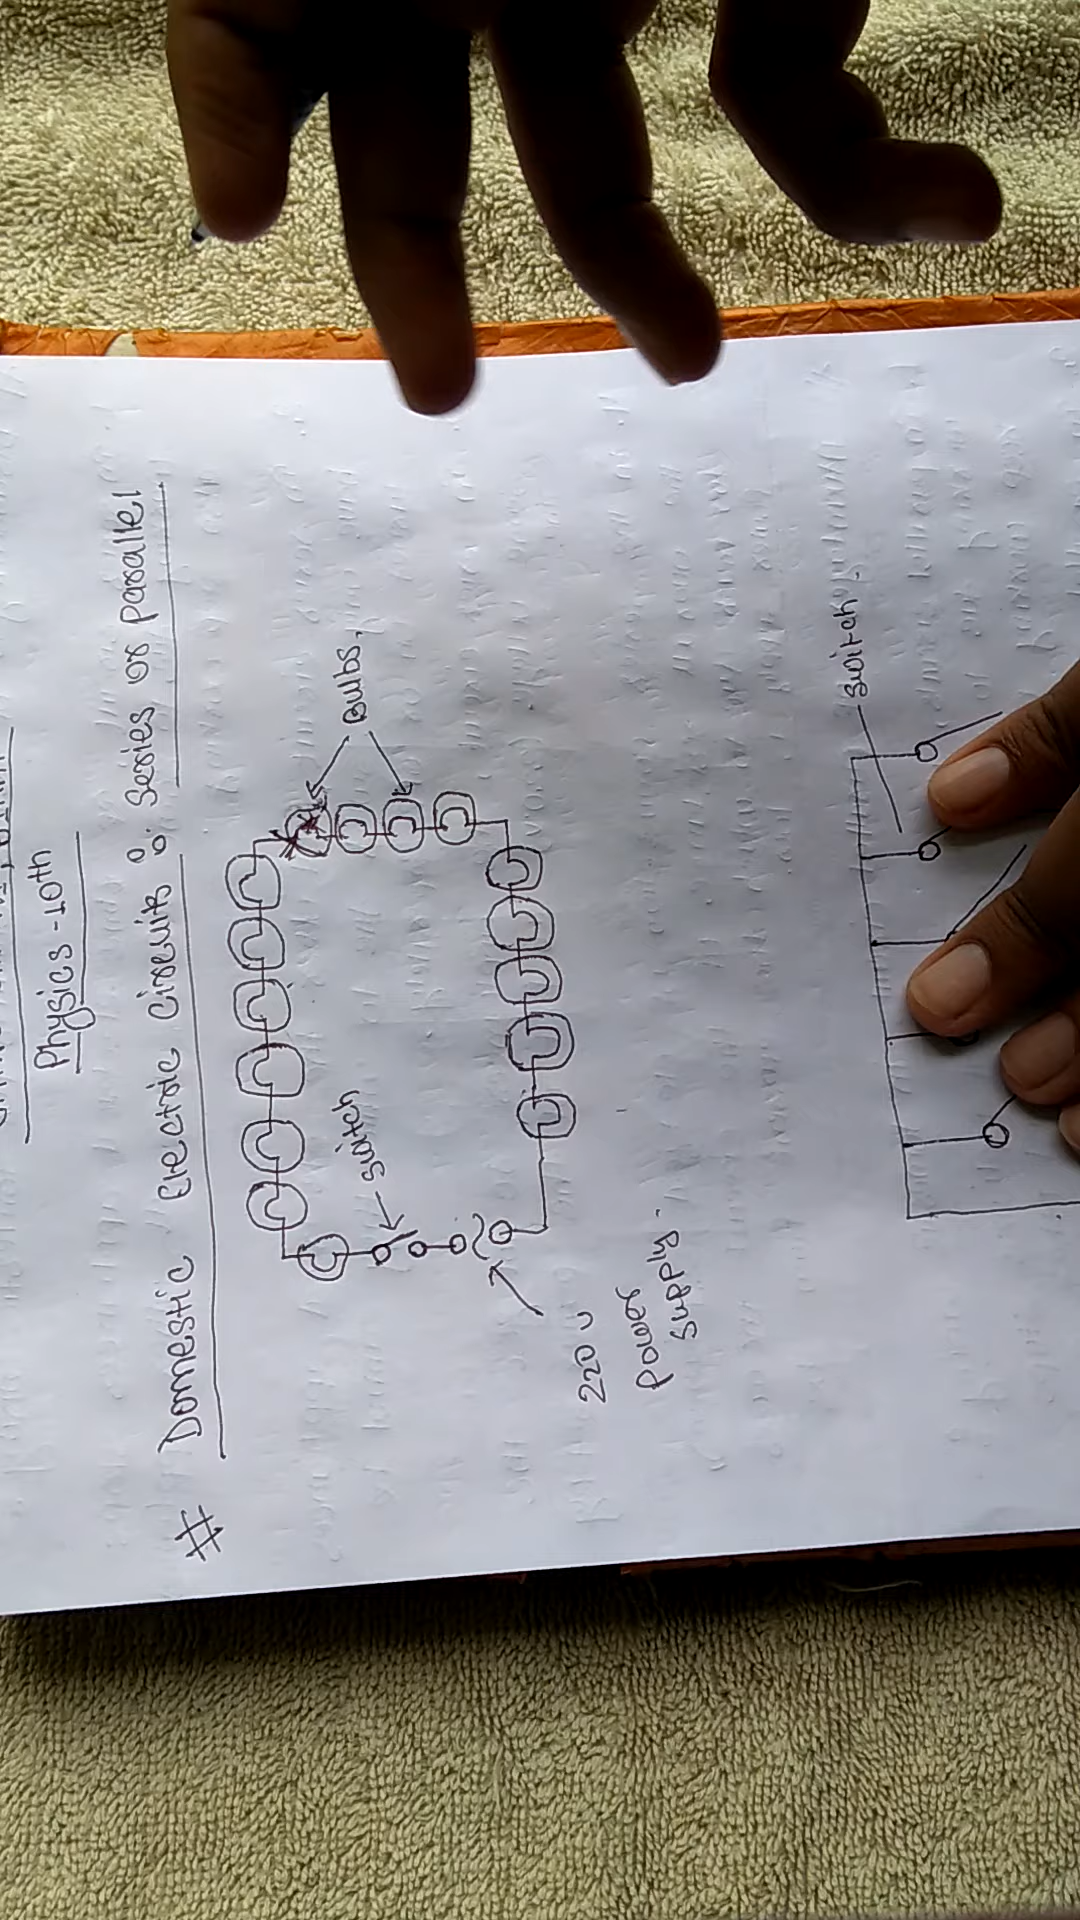 Physics-10th
# Domestic Electric Circuits : Series or Parallel
Bulbs.
switch
220 V
Power
supply.
switch.